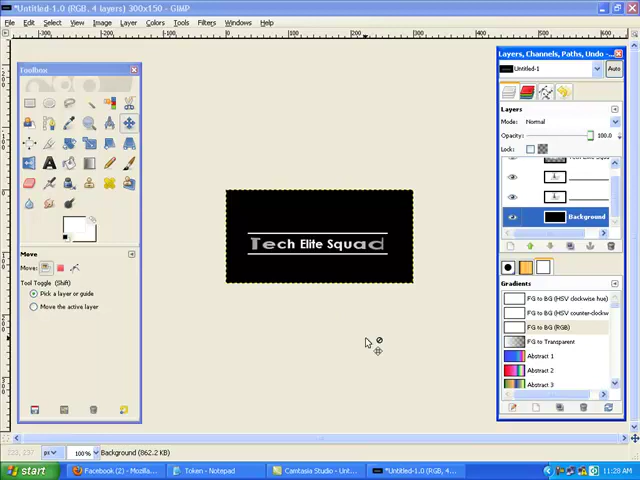 *Untitled-1.0 (RGB, 4 layers) 300x150 – GIMP
File Edit Select View Image Layer Colors Tools Filters Windows Help
Toolbox
Move
Move:
Tool Toggle (Shift)
Pick a layer or guide
Move the active layer
Tech Elite Squad
Layers, Channels, Paths, Undo -
Untitled-1
Auto
Layers
Mode: Normal
Opacity: 100.0
Lock:
Background
Gradients
FG to BG (HSV clockwise hue)
FG to BG (HSV counter-clockw
FG to BG (RGB)
FG to Transparent
Abstract 1
Abstract 2
Abstract 3
px 100% Background (862.2 KB)
start
Facebook (2) - Mozilla...
Token - Notepad
Camtasia Studio - Unt...
*Untitled-1.0 (RGB, 4 ...
11:28 AM